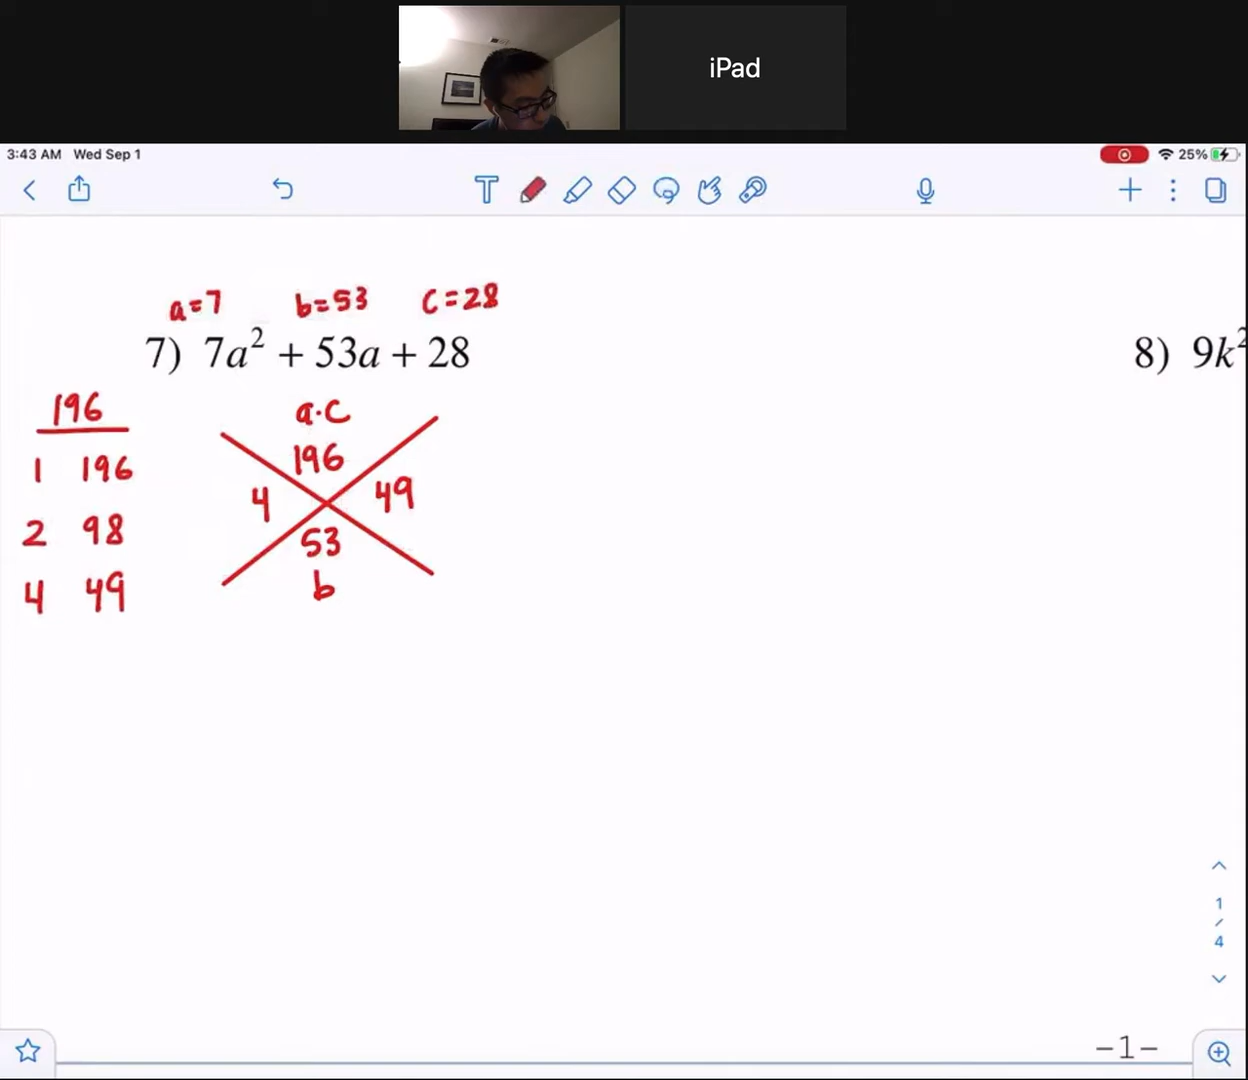 iPad
3:43 AM Wed Sep 1
25%
T
a=7 b=53 c=28
7) 7a² + 53a + 28
8) 9k²
196
1 196
2 98
4 49
a·c
196
4 49
53
b
1
/
4
-1-